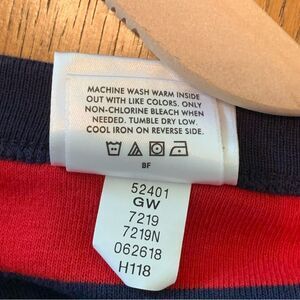 MACHINE WASH WARM INSIDE
OUT WITH LIKE COLORS. ONLY
NON-CHLORINE BLEACH WHEN
NEEDED. TUMBLE DRY LOW.
COOL IRON ON REVERSE SIDE.
BF
52401
GW
7219
7219N
062618
H118